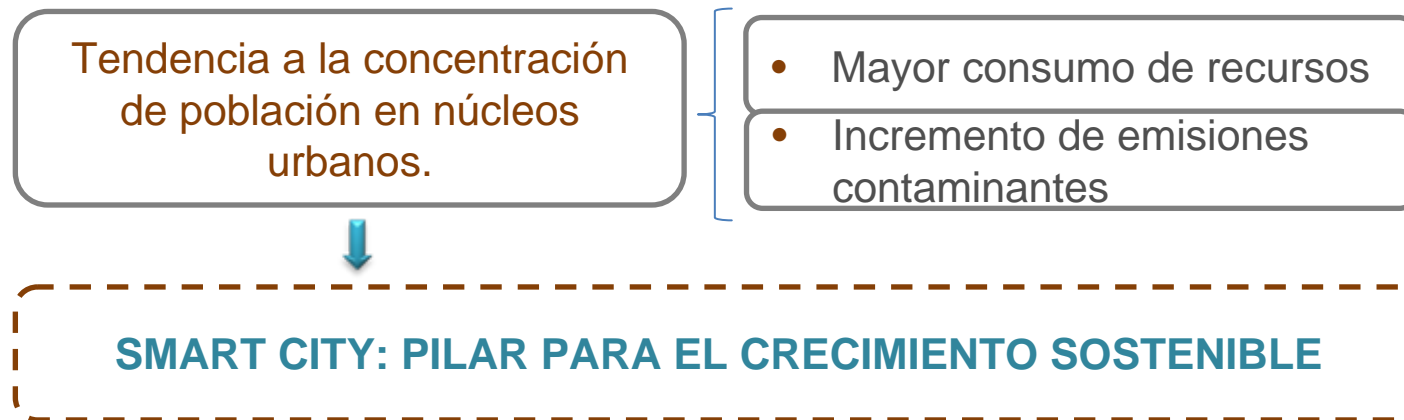 Tendencia a la concentración
de población en núcleos
urbanos.
• Mayor consumo de recursos
• Incremento de emisiones
contaminantes
SMART CITY: PILAR PARA EL CRECIMIENTO SOSTENIBLE